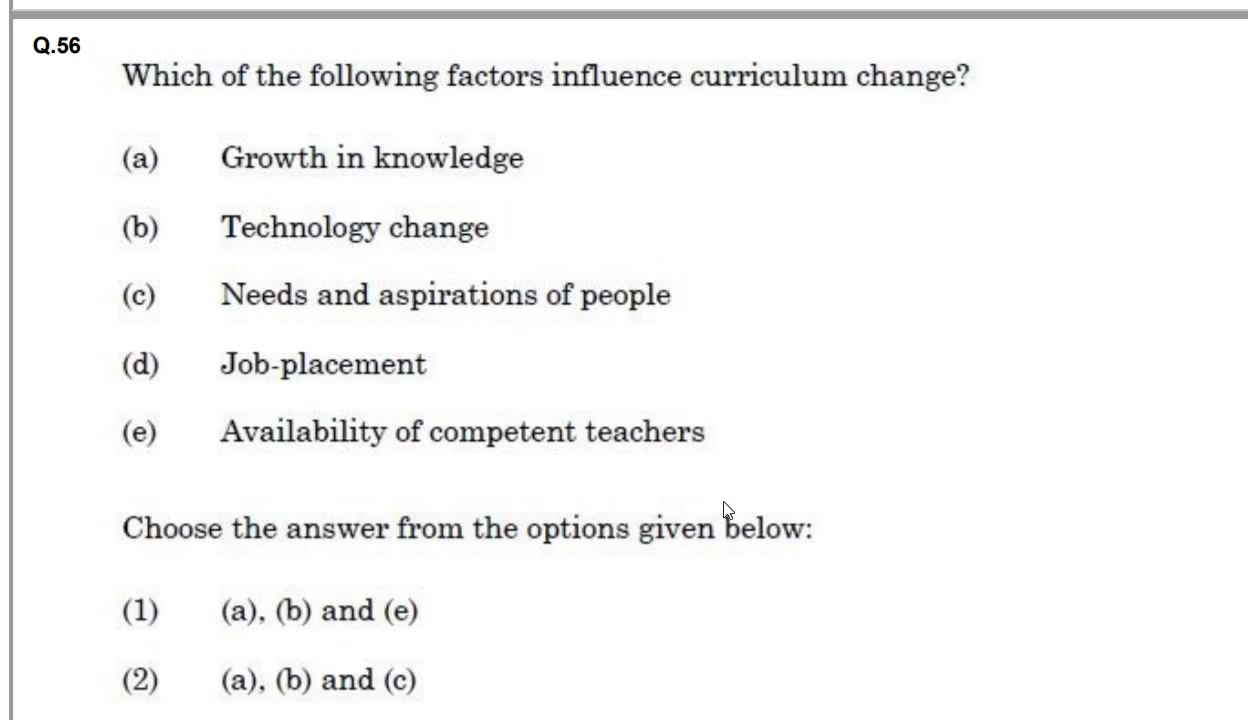 Q.56
Which of the following factors influence curriculum change?
(a) Growth in knowledge
(b) Technology change
(c) Needs and aspirations of people
(d) Job-placement
(e) Availability of competent teachers
Choose the answer from the options given below:
(1) (a), (b) and (e)
(2) (a), (b) and (c)